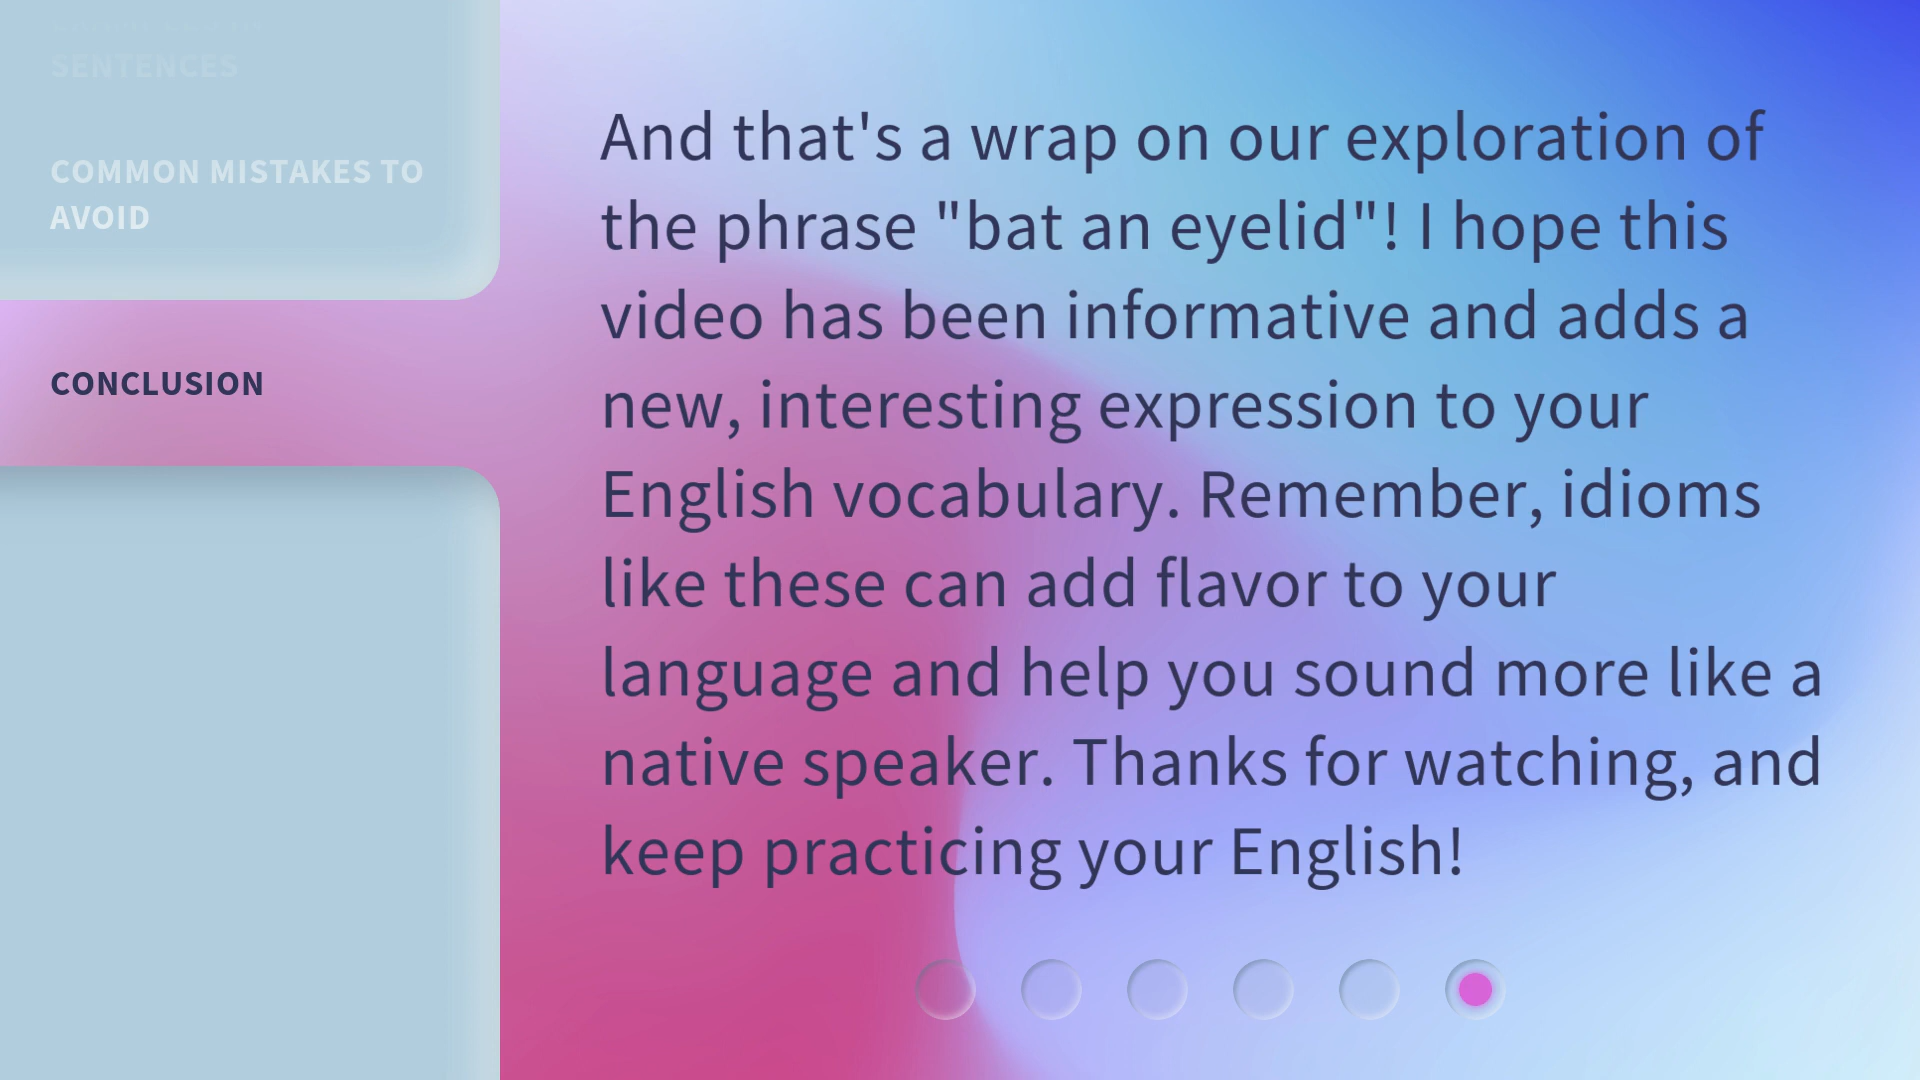 SENTENCES
COMMON MISTAKES TO
AVOID
CONCLUSION
And that's a wrap on our exploration of
the phrase "bat an eyelid"! I hope this
video has been informative and adds a
new, interesting expression to your
English vocabulary. Remember, idioms
like these can add flavor to your
language and help you sound more like a
native speaker. Thanks for watching, and
keep practicing your English!